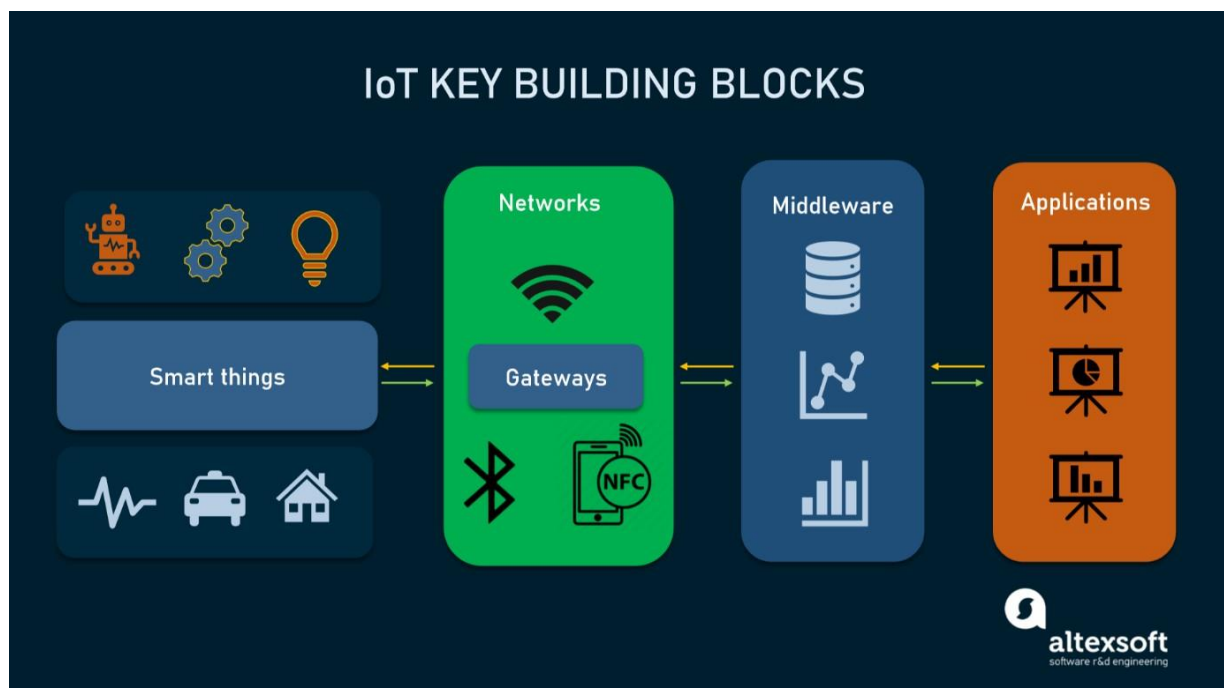 IoT KEY BUILDING BLOCKS
Smart things
Networks
Gateways
NFC
Middleware
Applications
altexsoft
software r&d engineering